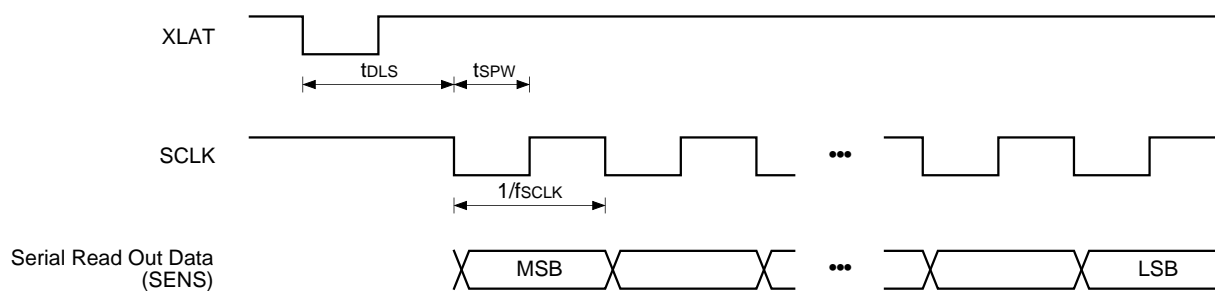 XLAT
tDLS
tSPW
SCLK
•••
1/fSCLK
Serial Read Out Data
(SENS)
MSB
•••
LSB